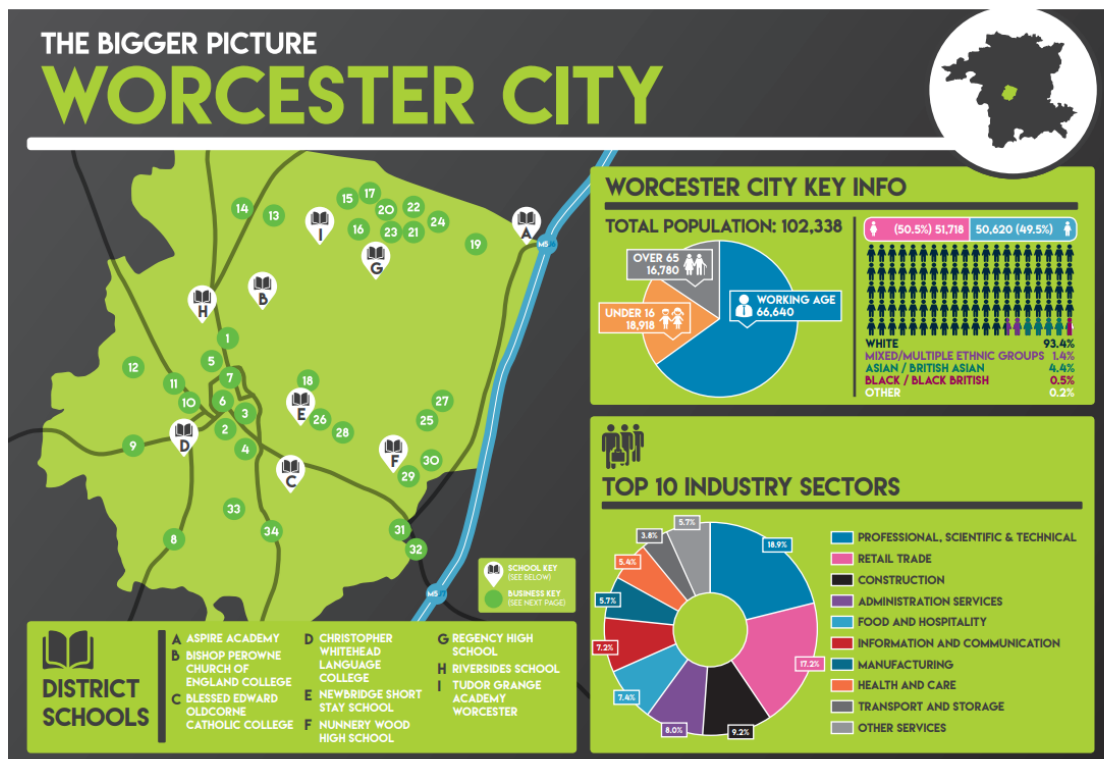 THE BIGGER PICTURE
WORCESTER CITY
14
13
15
17
20
22
24
16
23
21
19
I
G
A
M5
B
H
1
5
7
12
11
10
6
3
2
4
9
D
18
E
26
28
27
25
F
30
29
C
33
34
8
31
32
M5
SCHOOL KEY
(SEE BELOW)
BUSINESS KEY
(SEE NEXT PAGE)
DISTRICT
SCHOOLS
A ASPIRE ACADEMY
B BISHOP PEROWNE
CHURCH OF
ENGLAND COLLEGE
C BLESSED EDWARD
OLDCORNE
CATHOLIC COLLEGE
D CHRISTOPHER
WHITEHEAD
LANGUAGE
COLLEGE
E NEWBRIDGE SHORT
STAY SCHOOL
F NUNNERY WOOD
HIGH SCHOOL
G REGENCY HIGH
SCHOOL
H RIVERSIDES SCHOOL
I TUDOR GRANGE
ACADEMY
WORCESTER
WORCESTER CITY KEY INFO
TOTAL POPULATION: 102,338
OVER 65
16,780
UNDER 16
18,918
WORKING AGE
66,640
(50.5%) 51,718
50,620 (49.5%)
WHITE 93.4%
MIXED/MULTIPLE ETHNIC GROUPS 1.4%
ASIAN / BRITISH ASIAN 4.4%
BLACK / BLACK BRITISH 0.5%
OTHER 0.2%
TOP 10 INDUSTRY SECTORS
5.7%
3.8%
5.4%
5.7%
7.2%
7.4%
8.0%
9.2%
17.2%
18.9%
PROFESSIONAL, SCIENTIFIC & TECHNICAL
RETAIL TRADE
CONSTRUCTION
ADMINISTRATION SERVICES
FOOD AND HOSPITALITY
INFORMATION AND COMMUNICATION
MANUFACTURING
HEALTH AND CARE
TRANSPORT AND STORAGE
OTHER SERVICES